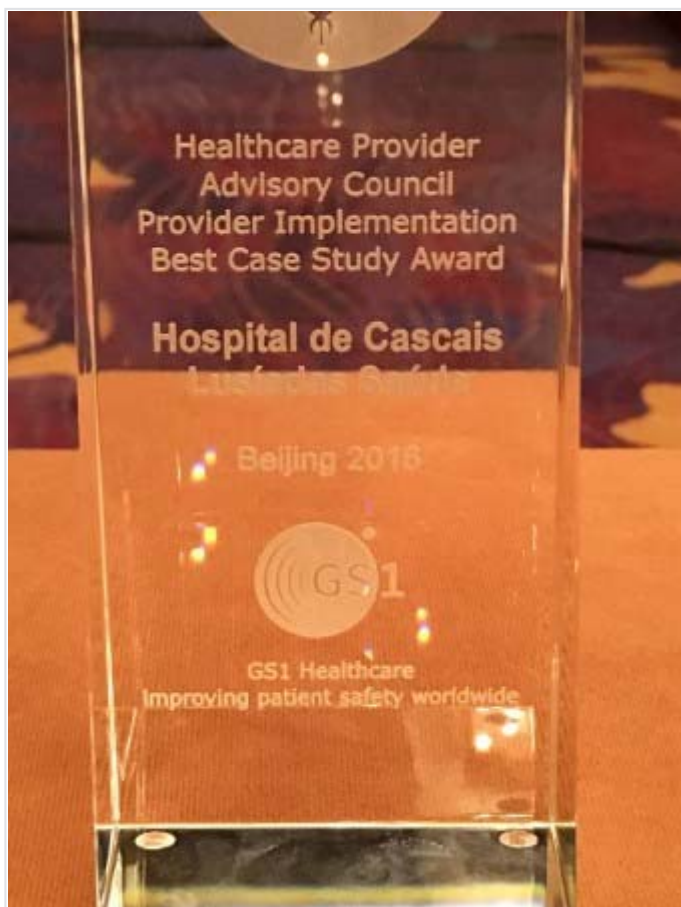 Healthcare Provider
Advisory Council
Provider Implementation
Best Case Study Award
Hospital de Cascais
Lusíadas Saúde
Beijing 2016
GS1
GS1 Healthcare
improving patient safety worldwide